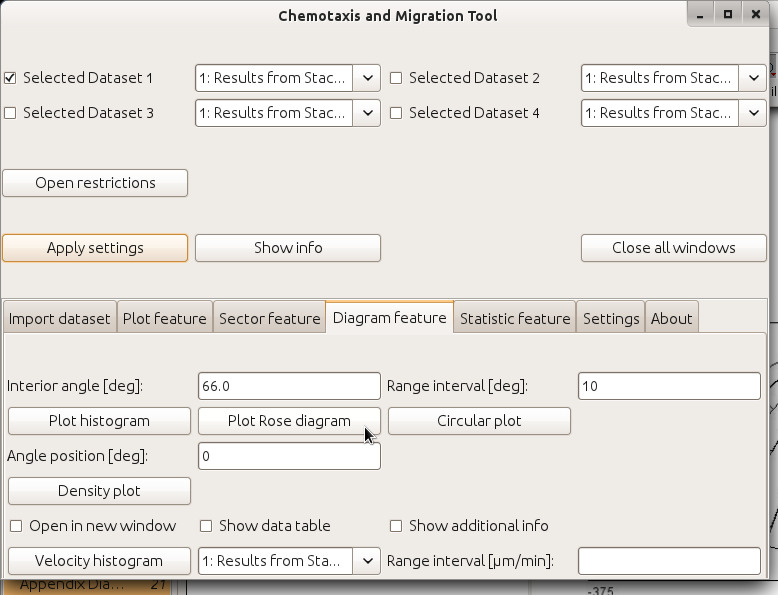 Chemotaxis and Migration Tool
Selected Dataset 1 1: Results from Stac... Selected Dataset 2 1: Results from Stac...
Selected Dataset 3 1: Results from Stac... Selected Dataset 4 1: Results from Stac...
Open restrictions
Apply settings Show info Close all windows
Import dataset Plot feature Sector feature Diagram feature Statistic feature Settings About
Interior angle [deg]: 66.0 Range interval [deg]: 10
Plot histogram Plot Rose diagram Circular plot
Angle position [deg]: 0
Density plot
Open in new window Show data table Show additional info
Velocity histogram 1: Results from Sta... Range interval [µm/min]:
Appendix Dia... 21 -375